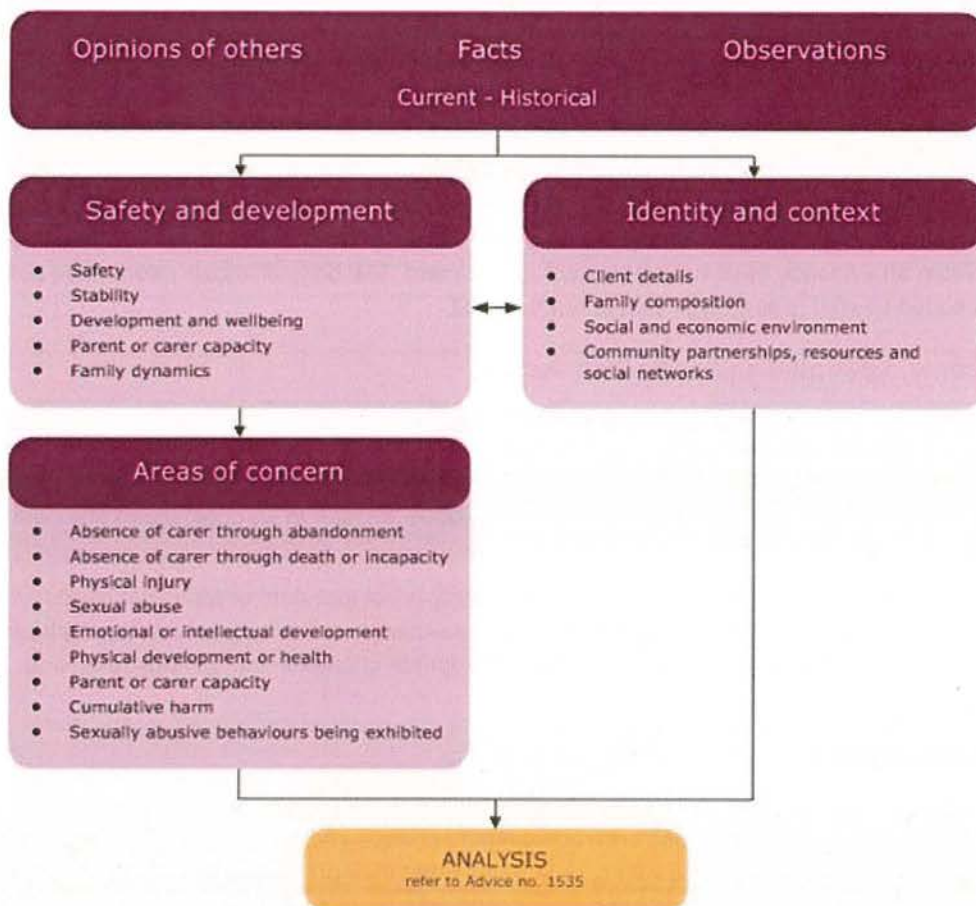 Opinions of others Facts Observations
Current - Historical
Safety and development
• Safety
• Stability
• Development and wellbeing
• Parent or carer capacity
• Family dynamics
Identity and context
• Client details
• Family composition
• Social and economic environment
• Community partnerships, resources and
social networks
Areas of concern
• Absence of carer through abandonment
• Absence of carer through death or incapacity
• Physical injury
• Sexual abuse
• Emotional or intellectual development
• Physical development or health
• Parent or carer capacity
• Cumulative harm
• Sexually abusive behaviours being exhibited
ANALYSIS
refer to Advice no. 1535